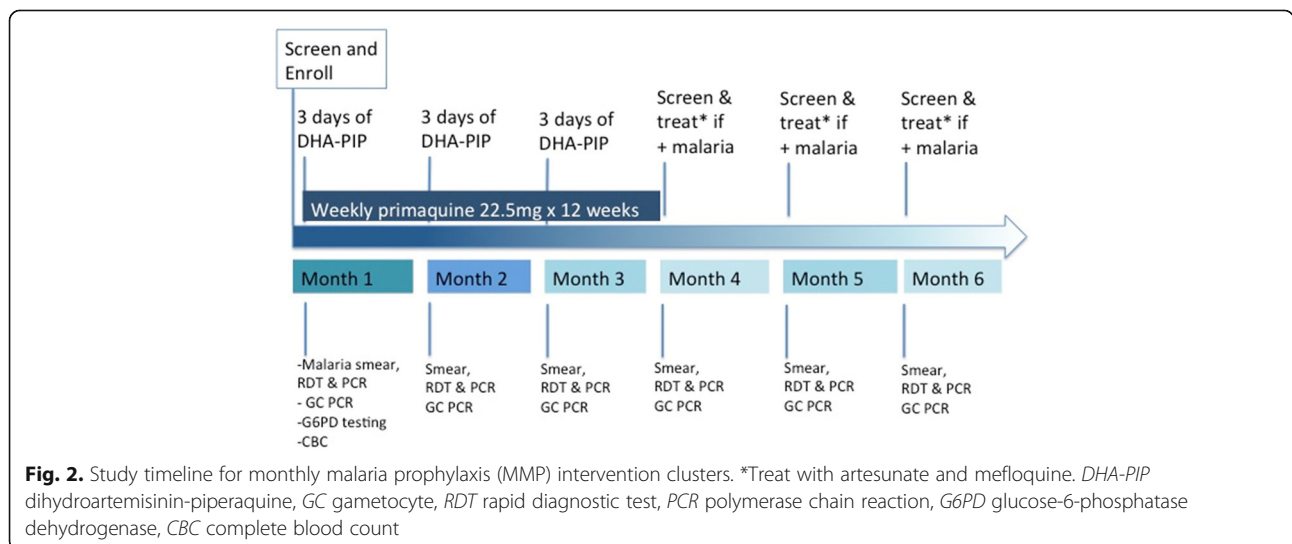 Screen and
Enroll
3 days of
DHA-PIP
3 days of
DHA-PIP
3 days of
DHA-PIP
Screen &
treat* if
+ malaria
Screen &
treat* if
+ malaria
Screen &
treat* if
+ malaria
Weekly primaquine 22.5mg x 12 weeks
Month 1
Month 2
Month 3
Month 4
Month 5
Month 6
-Malaria smear,
RDT & PCR
- GC PCR
-G6PD testing
-CBC
Smear,
RDT & PCR
GC PCR
Smear,
RDT & PCR
GC PCR
Smear,
RDT & PCR
GC PCR
Smear,
RDT & PCR
GC PCR
Smear,
RDT & PCR
GC PCR
Fig. 2. Study timeline for monthly malaria prophylaxis (MMP) intervention clusters. *Treat with artesunate and mefloquine. DHA-PIP
dihydroartemisinin-piperaquine, GC gametocyte, RDT rapid diagnostic test, PCR polymerase chain reaction, G6PD glucose-6-phosphatase
dehydrogenase, CBC complete blood count